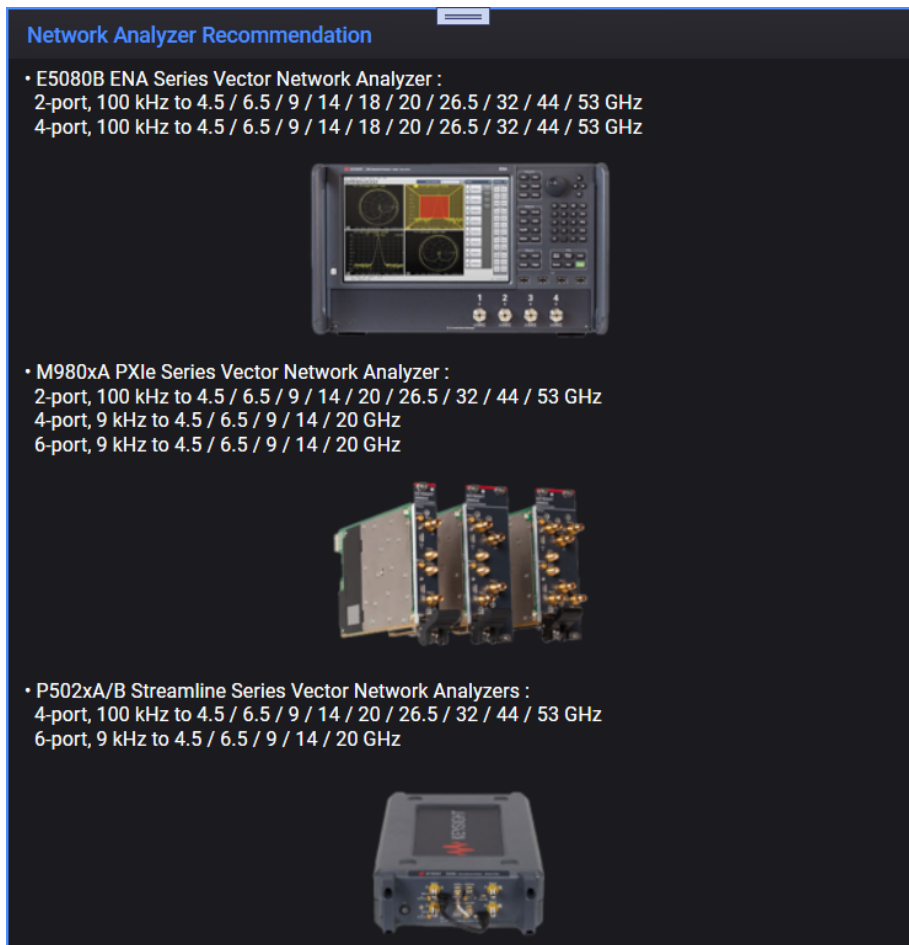 Network Analyzer Recommendation
• E5080B ENA Series Vector Network Analyzer :
2-port, 100 kHz to 4.5 / 6.5 / 9 / 14 / 18 / 20 / 26.5 / 32 / 44 / 53 GHz
4-port, 100 kHz to 4.5 / 6.5 / 9 / 14 / 18 / 20 / 26.5 / 32 / 44 / 53 GHz
1 2 3 4
• M980xA PXIe Series Vector Network Analyzer :
2-port, 100 kHz to 4.5 / 6.5 / 9 / 14 / 20 / 26.5 / 32 / 44 / 53 GHz
4-port, 9 kHz to 4.5 / 6.5 / 9 / 14 / 20 GHz
6-port, 9 kHz to 4.5 / 6.5 / 9 / 14 / 20 GHz
• P502xA/B Streamline Series Vector Network Analyzers :
4-port, 100 kHz to 4.5 / 6.5 / 9 / 14 / 20 / 26.5 / 32 / 44 / 53 GHz
6-port, 9 kHz to 4.5 / 6.5 / 9 / 14 / 20 GHz
KEYSIGHT